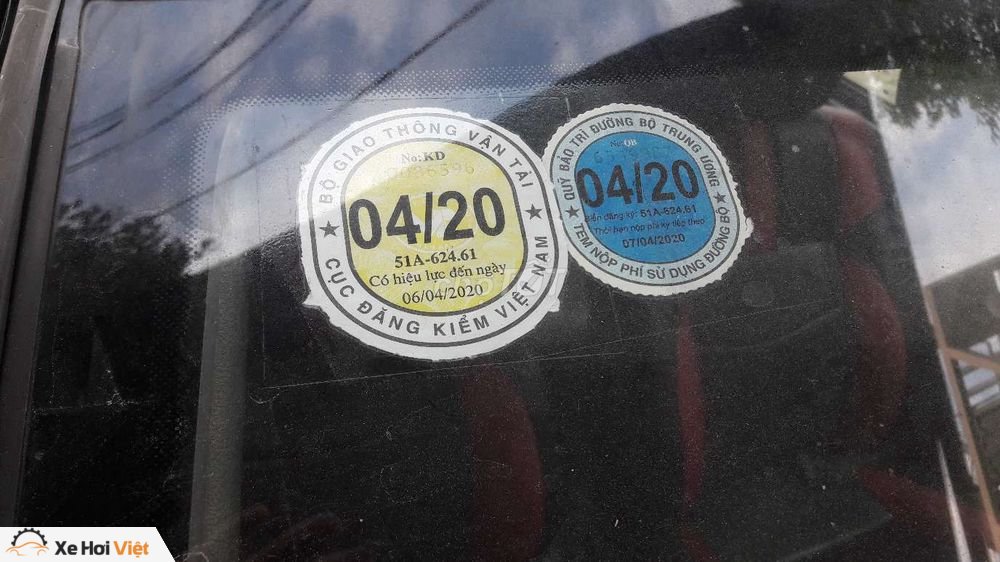 BỘ GIAO THÔNG VẬN TẢI
No:KD
04/20
51A-624.61
Có hiệu lực đến ngày
06/04/2020
CỤC ĐĂNG KIỂM VIỆT NAM
QUỸ BẢO TRÌ ĐƯỜNG BỘ TRUNG ƯƠNG
No:QB
04/20
Biển đăng ký: 51A-624.61
Thời hạn nộp phí kỳ tiếp theo
07/04/2020
TEM NỘP PHÍ SỬ DỤNG ĐƯỜNG BỘ
Xe Hơi Việt